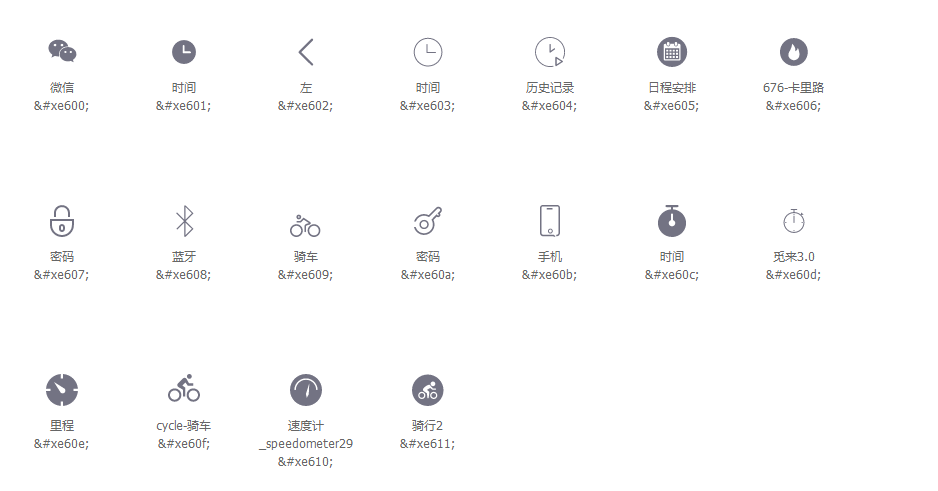 微信 时间 左 时间 历史记录 日程安排 676-卡里路
&#xe600; &#xe601; &#xe602; &#xe603; &#xe604; &#xe605; &#xe606;
密码 蓝牙 骑车 密码 手机 时间 觅来3.0
&#xe607; &#xe608; &#xe609; &#xe60a; &#xe60b; &#xe60c; &#xe60d;
里程 cycle-骑车 速度计 骑行2
&#xe60e; &#xe60f; _speedometer29 &#xe611;
&#xe610;